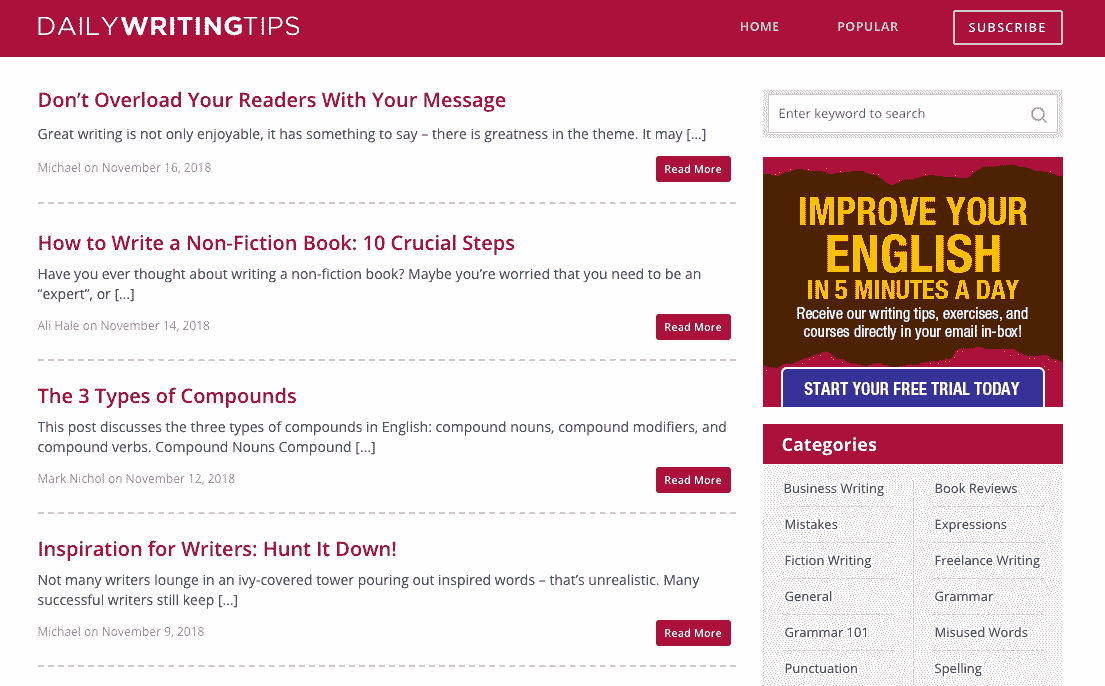 DAILYWRITINGTIPS
HOME
POPULAR
SUBSCRIBE
Don’t Overload Your Readers With Your Message
Great writing is not only enjoyable, it has something to say – there is greatness in the theme. It may [...]
Michael on November 16, 2018
Read More
How to Write a Non-Fiction Book: 10 Crucial Steps
Have you ever thought about writing a non-fiction book? Maybe you’re worried that you need to be an
“expert”, or [...]
Ali Hale on November 14, 2018
Read More
The 3 Types of Compounds
This post discusses the three types of compounds in English: compound nouns, compound modifiers, and
compound verbs. Compound Nouns Compound [...]
Mark Nichol on November 12, 2018
Read More
Inspiration for Writers: Hunt It Down!
Not many writers lounge in an ivy-covered tower pouring out inspired words – that’s unrealistic. Many
successful writers still keep [...]
Michael on November 9, 2018
Read More
Enter keyword to search
IMPROVE YOUR
ENGLISH
IN 5 MINUTES A DAY
Receive our writing tips, exercises, and
courses directly in your email in-box!
START YOUR FREE TRIAL TODAY
Categories
Business Writing
Book Reviews
Mistakes
Expressions
Fiction Writing
Freelance Writing
General
Grammar
Grammar 101
Misused Words
Punctuation
Spelling